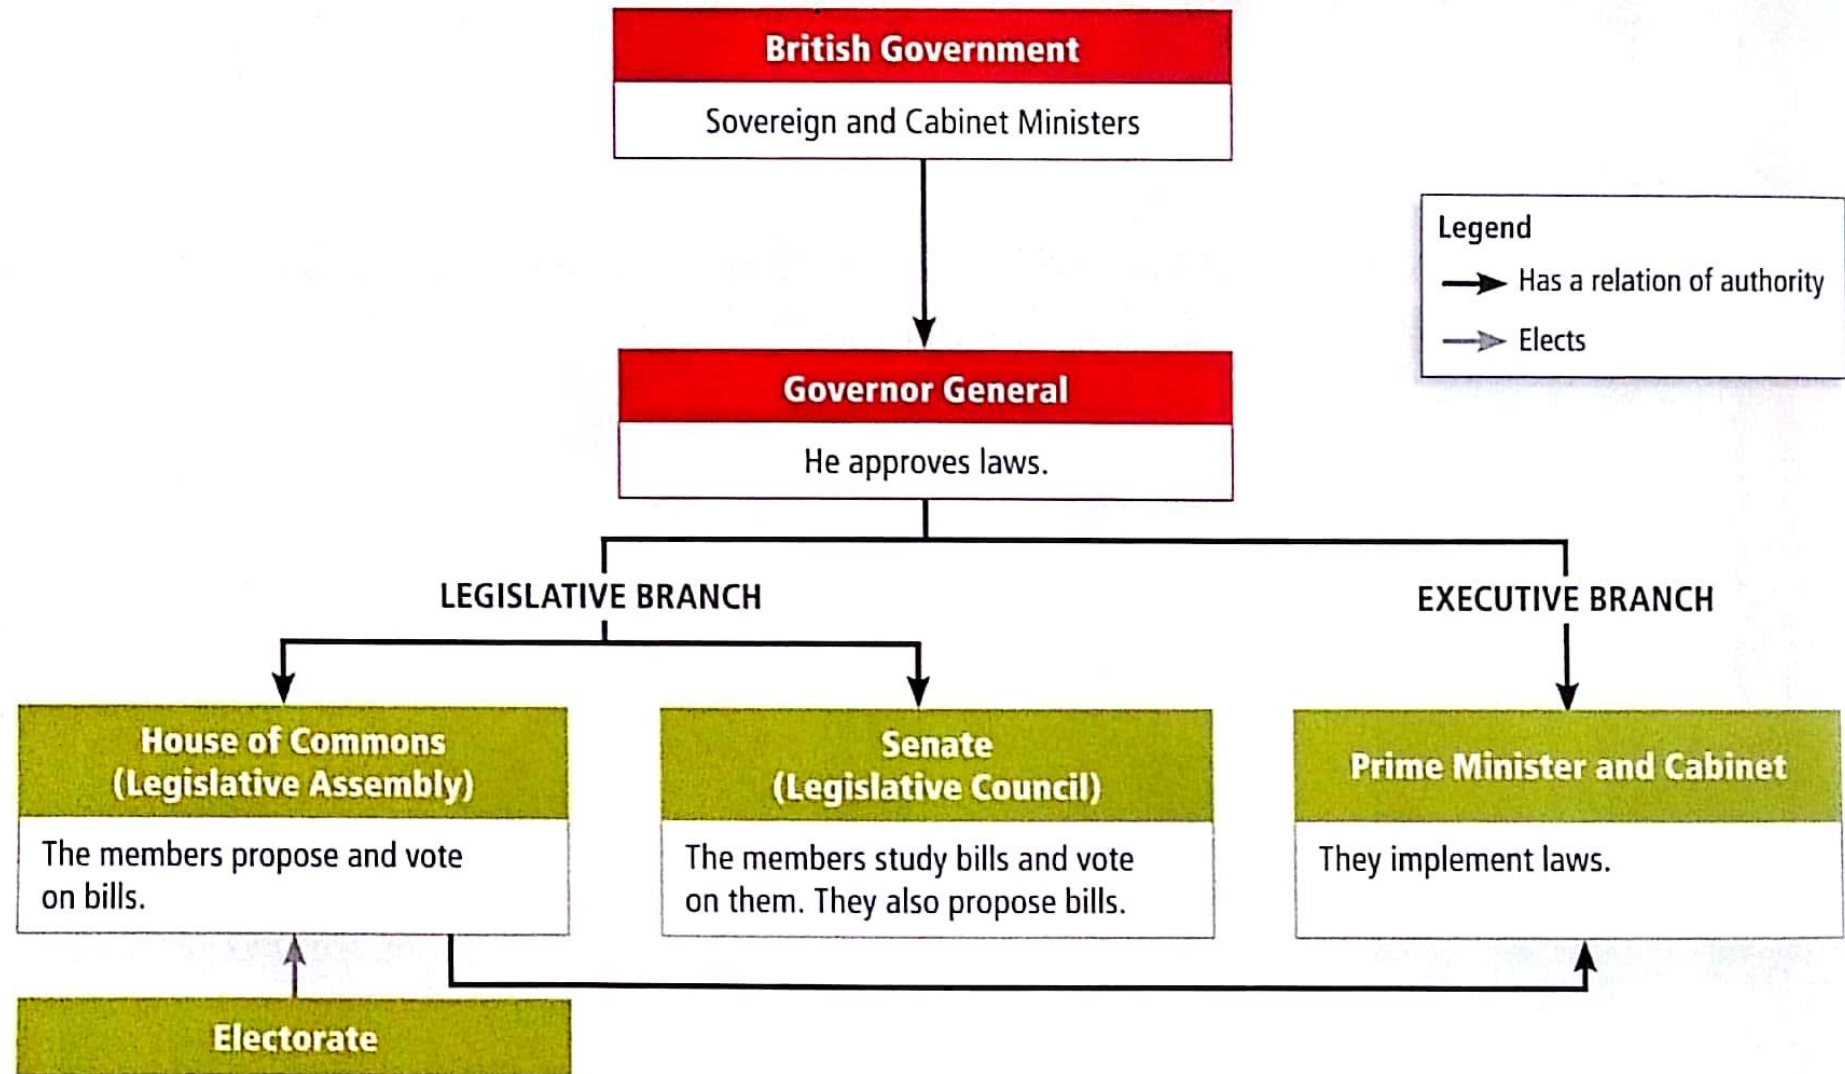 British Government
Sovereign and Cabinet Ministers
Legend
Has a relation of authority
Elects
Governor General
He approves laws.
LEGISLATIVE BRANCH
EXECUTIVE BRANCH
House of Commons
(Legislative Assembly)
The members propose and vote
on bills.
Senate
(Legislative Council)
The members study bills and vote
on them. They also propose bills.
Prime Minister and Cabinet
They implement laws.
Electorate